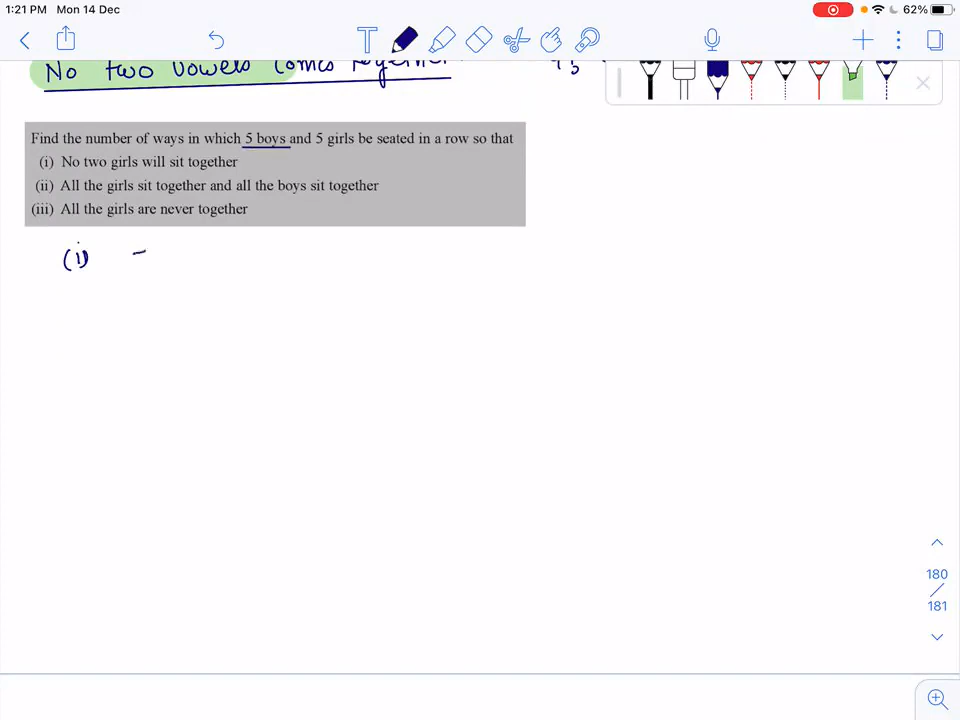 1:21 PM Mon 14 Dec 62%
No two vowels comes together
Find the number of ways in which 5 boys and 5 girls be seated in a row so that
(i) No two girls will sit together
(ii) All the girls sit together and all the boys sit together
(iii) All the girls are never together
(i) –
180
181